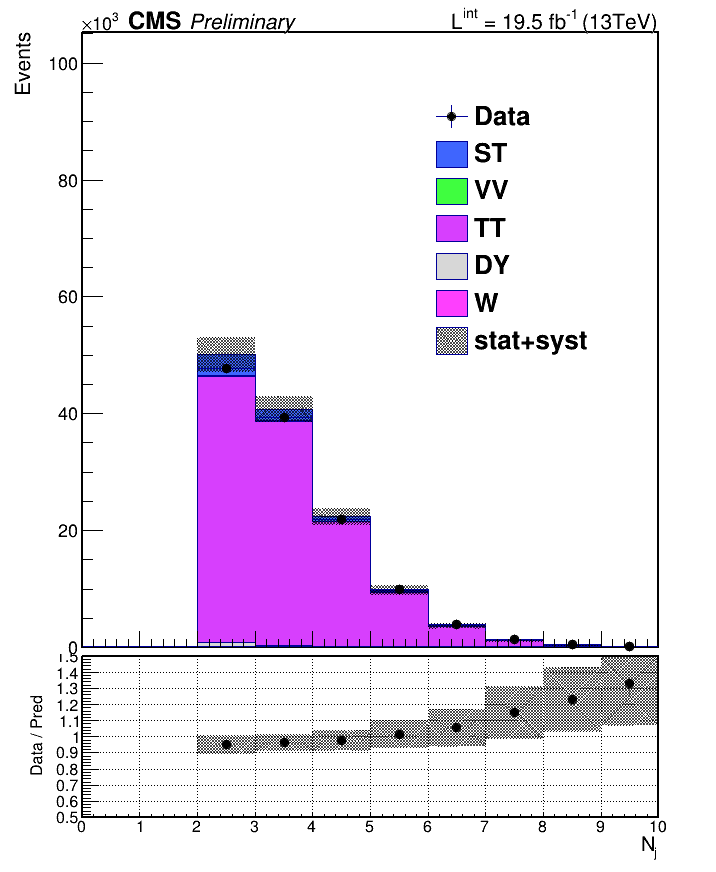 ×10³ CMS Preliminary L^int = 19.5 fb⁻¹ (13TeV)
Events
100
80
60
40
20
0
Data
ST
VV
TT
DY
W
stat+syst
Data / Pred
1.5
1.4
1.3
1.2
1.1
1
0.9
0.8
0.7
0.6
0.5
0 1 2 3 4 5 6 7 8 9 10
N_j